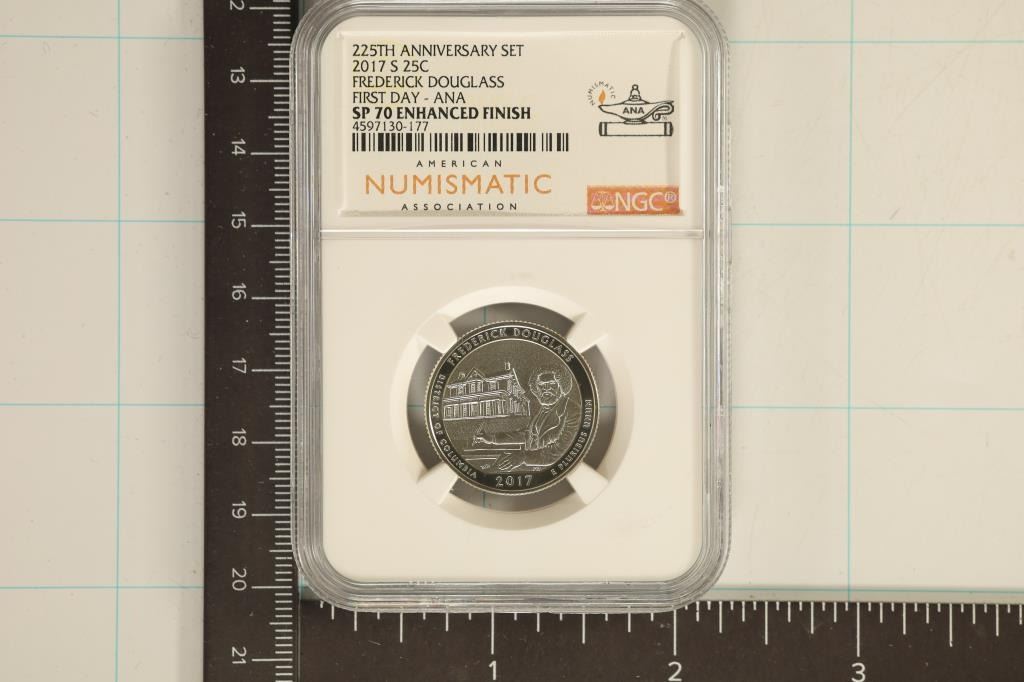 225TH ANNIVERSARY SET
2017 S 25C
FREDERICK DOUGLASS
FIRST DAY - ANA
SP 70 ENHANCED FINISH
4597130-177
NUMISMATIC
ANA
AMERICAN
NUMISMATIC
ASSOCIATION
NGC®
FREDERICK DOUGLASS
DISTRICT OF COLUMBIA
2017
E PLURIBUS UNUM
12
13
14
15
16
17
18
19
20
21
1
2
3